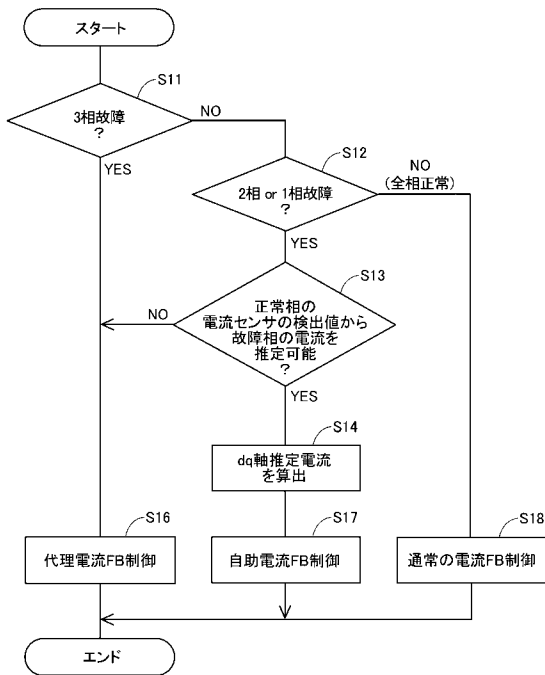 スタート
S11
3相故障
?
NO
YES
S12
2相 or 1相故障
?
NO
(全相正常)
YES
S13
正常相の
電流センサの検出値から
故障相の電流を
推定可能
?
NO
YES
S14
dq軸推定電流
を算出
S16
代理電流FB制御
S17
自助電流FB制御
S18
通常の電流FB制御
エンド